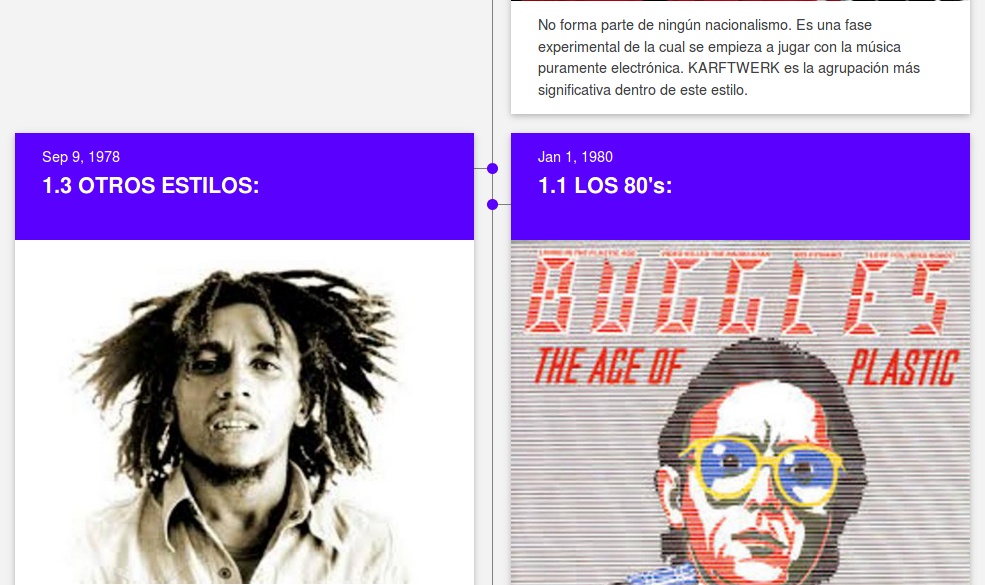 No forma parte de ningún nacionalismo. Es una fase
experimental de la cual se empieza a jugar con la música
puramente electrónica. KARFTWERK es la agrupación más
significativa dentro de este estilo.
Sep 9, 1978
1.3 OTROS ESTILOS:
Jan 1, 1980
1.1 LOS 80's:
BUGGLES
THE AGE OF PLASTIC